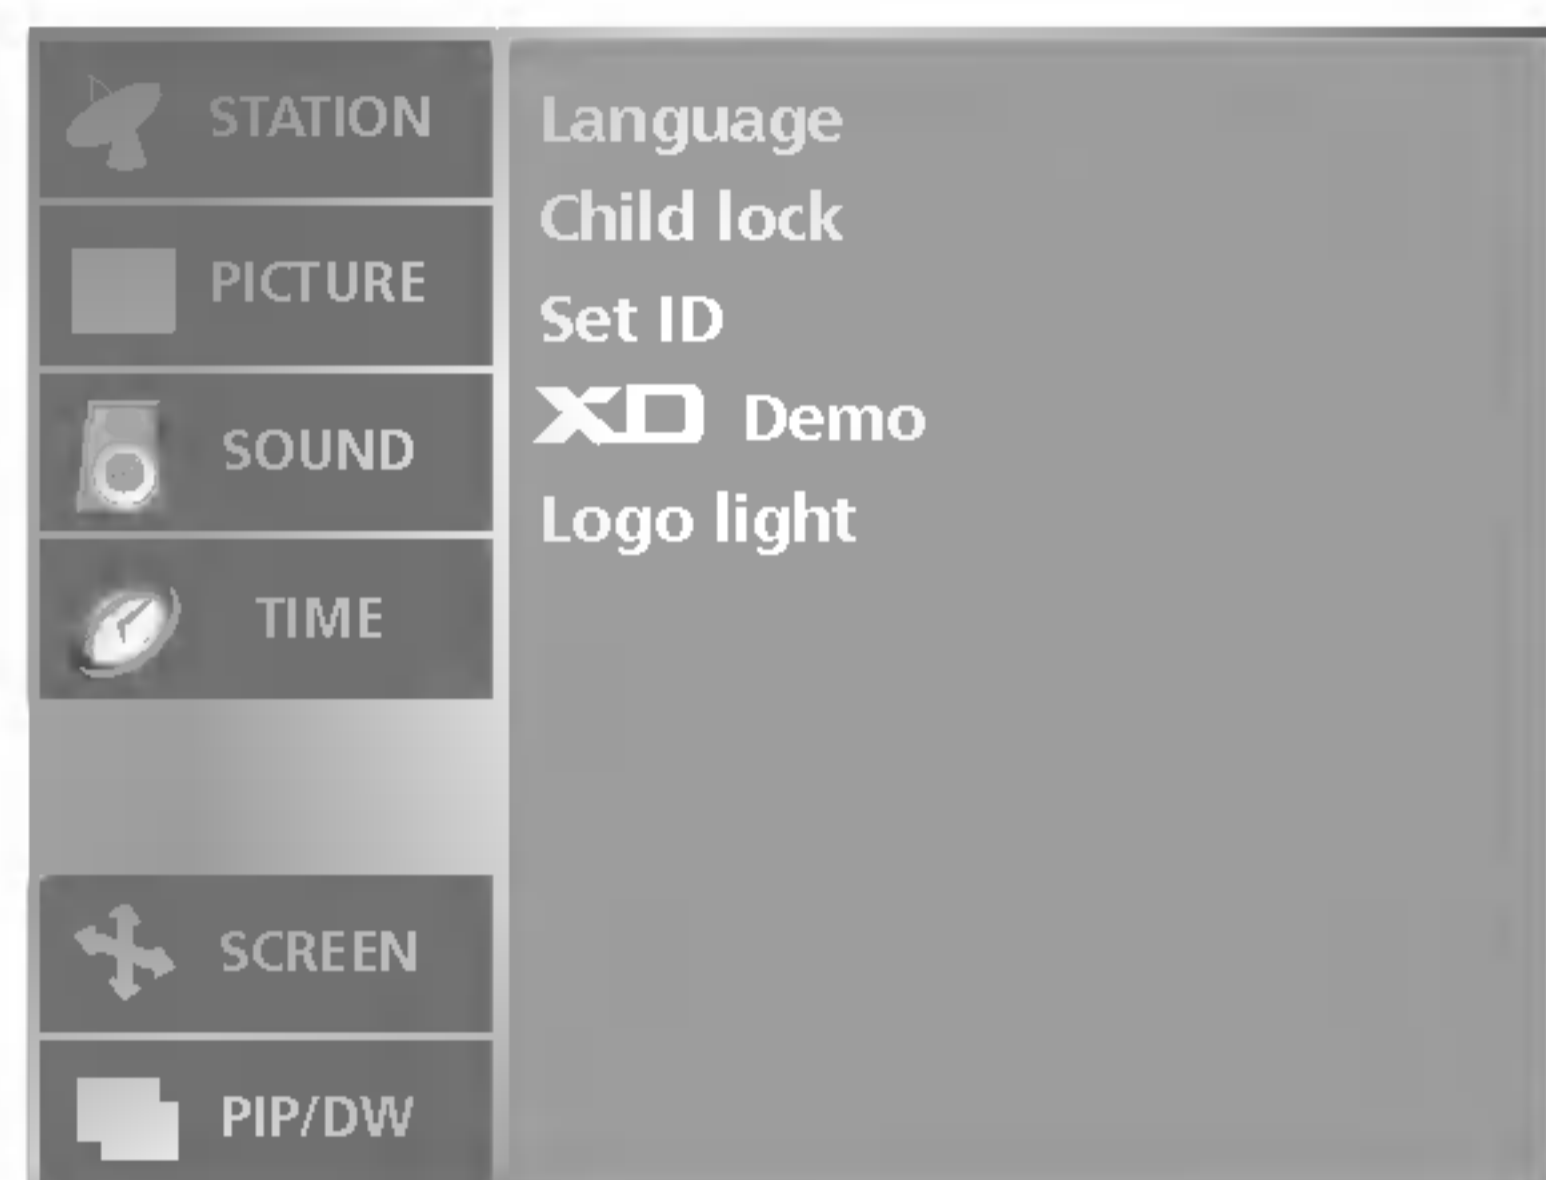 STATION
PICTURE
SOUND
TIME
SCREEN
PIP/DW
Language
Child lock
Set ID
XD Demo
Logo light